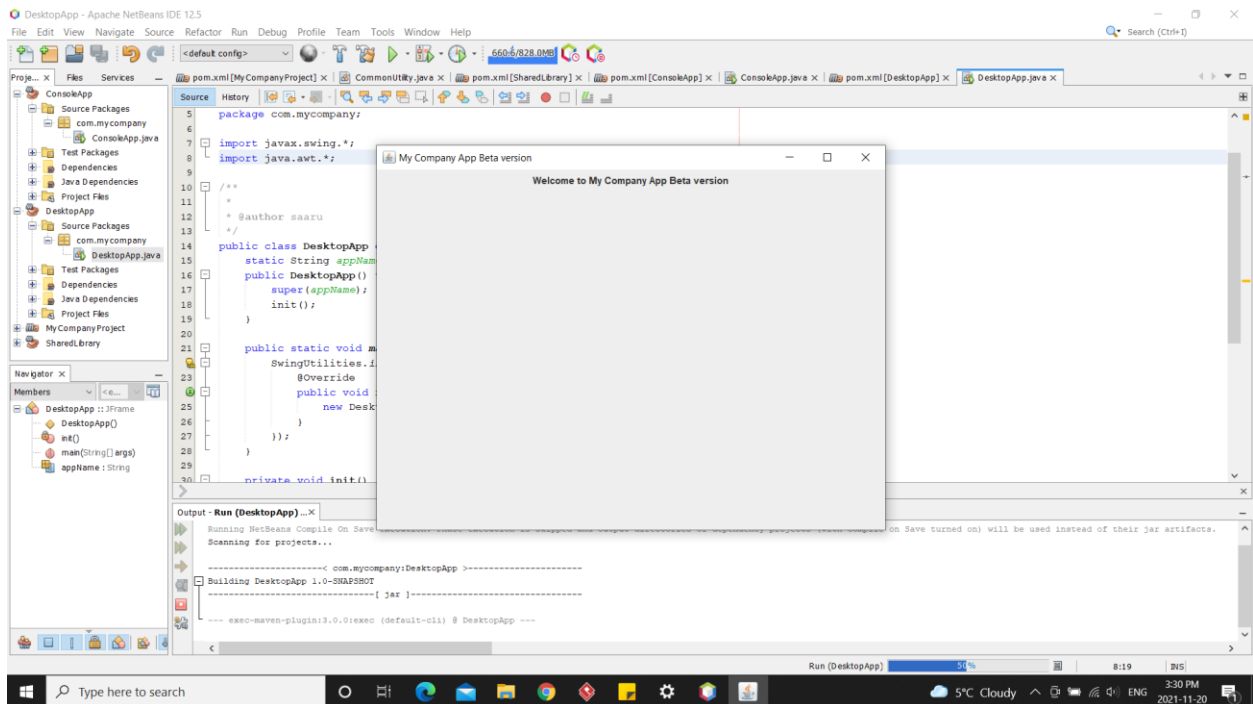 DesktopApp - Apache NetBeans IDE 12.5
File Edit View Navigate Source Refactor Run Debug Profile Team Tools Window Help
Search (Ctrl+I)
<default config>
660.6/828.0MB
Proje... × Files Services
pom.xml [MyCompanyProject] × CommonUtility.java × pom.xml [SharedLibrary] × pom.xml [ConsoleApp] × ConsoleApp.java × pom.xml [DesktopApp] × DesktopApp.java ×
ConsoleApp
Source Packages
com.mycompany
ConsoleApp.java
Test Packages
Dependencies
Java Dependencies
Project Files
DesktopApp
Source Packages
com.mycompany
DesktopApp.java
Test Packages
Dependencies
Java Dependencies
Project Files
MyCompanyProject
SharedLibrary
Navigator ×
Members <e...
DesktopApp :: JFrame
DesktopApp()
init()
main(String[] args)
appName : String
Source History
5 package com.mycompany;
6
7 import javax.swing.*;
8 import java.awt.*;
9
10 /**
11 *
12 * @author saaru
13 */
14 public class DesktopApp
15 static String appNam
16 public DesktopApp()
17 super(appName);
18 init();
19 }
20
21 public static void m
SwingUtilities.i
23 @Override
public void
25 new Desk
26 }
27 });
28 }
29
30 private void init()
My Company App Beta version
Welcome to My Company App Beta version
Output - Run (DesktopApp) ... ×
Running NetBeans Compile On Save on Save turned on) will be used instead of their jar artifacts.
Scanning for projects...
----------------------< com.mycompany:DesktopApp >----------------------
Building DesktopApp 1.0-SNAPSHOT
--------------------------------[ jar ]---------------------------------
--- exec-maven-plugin:3.0.0:exec (default-cli) @ DesktopApp ---
Run (DesktopApp) 50% 8:19 INS
Type here to search
5°C Cloudy ENG
3:30 PM
2021-11-20
1